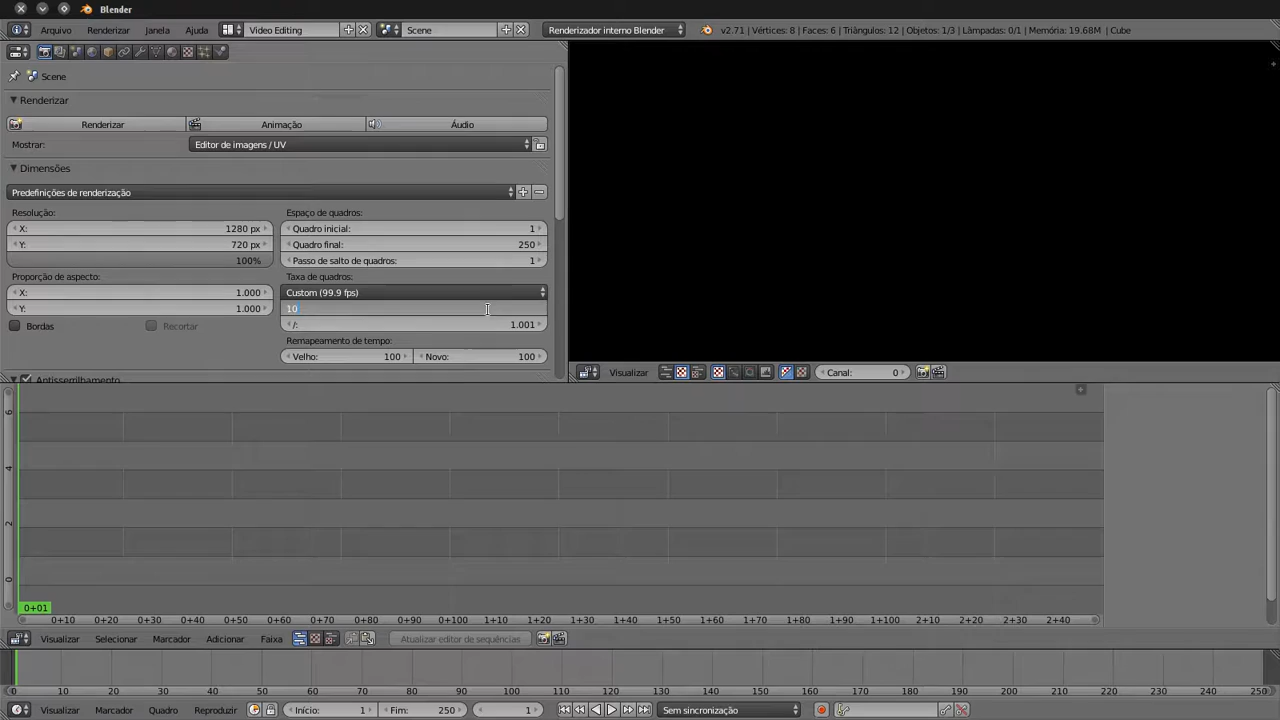 Blender
Arquivo Renderizar Janela Ajuda Video Editing Scene Renderizador interno Blender v2.71 | Vértices: 8 | Faces: 6 | Triângulos: 12 | Objetos: 1/3 | Lâmpadas: 0/1 | Memória: 19.68M | Cube
Scene
Renderizar
Renderizar Animação Áudio
Mostrar: Editor de imagens / UV
Dimensões
Predefinições de renderização
Resolução: Espaço de quadros:
X: 1280 px Quadro inicial: 1
Y: 720 px Quadro final: 250
100% Passo de salto de quadros: 1
Proporção de aspecto: Taxa de quadros:
X: 1.000 Custom (99.9 fps)
Y: 1.000 10
Bordas Recortar /: 1.001
Remapeamento de tempo:
Velho: 100 Novo: 100
Antisserrilhamento
Visualizar Canal: 0
6
4
2
0
0+01
0+10 0+20 0+30 0+40 0+50 0+60 0+70 0+80 0+90 0+100 1+10 1+20 1+30 1+40 1+50 1+60 1+70 1+80 1+90 1+100 2+10 2+20 2+30 2+40
Visualizar Selecionar Marcador Adicionar Faixa Atualizar editor de sequências
0 10 20 30 40 50 60 70 80 90 100 110 120 130 140 150 160 170 180 190 200 210 220 230 240 250
Visualizar Marcador Quadro Reproduzir Início: 1 Fim: 250 1 Sem sincronização